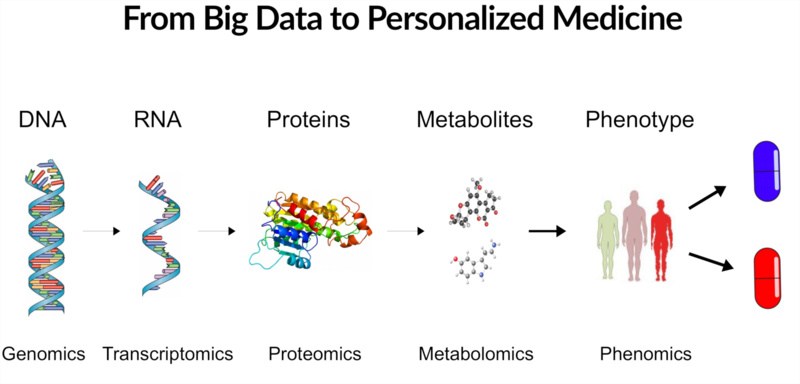 From Big Data to Personalized Medicine
DNA RNA Proteins Metabolites Phenotype
Genomics Transcriptomics Proteomics Metabolomics Phenomics